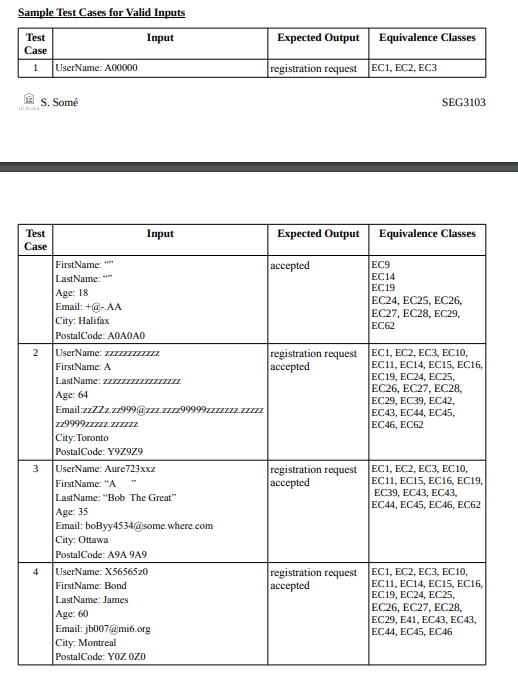 Sample Test Cases for Valid Inputs
Test Case Input Expected Output Equivalence Classes
1 UserName: A00000 registration request EC1, EC2, EC3
S. Somé SEG3103
Test Case Input Expected Output Equivalence Classes
FirstName: “” accepted EC9
LastName: “” EC14
Age: 18 EC19
Email: +@-.AA EC24, EC25, EC26,
City: Halifax EC27, EC28, EC29,
PostalCode: A0A0A0 EC62
2 UserName: zzzzzzzzzzzz registration request EC1, EC2, EC3, EC10,
FirstName: A accepted EC11, EC14, EC15, EC16,
LastName: zzzzzzzzzzzzzzzzz EC19, EC24, EC25,
Age: 64 EC26, EC27, EC28,
Email:zzZZz.zz999@zzz.zzzz99999zzzzzzz.zzzzz EC29, EC39, EC42,
zz9999zzzzz.zzzzzz EC43, EC44, EC45,
City:Toronto EC46, EC62
PostalCode: Y9Z9Z9
3 UserName: Aure723xxz registration request EC1, EC2, EC3, EC10,
FirstName: “A ” accepted EC11, EC15, EC16, EC19,
LastName: “Bob The Great” EC39, EC43, EC43,
Age: 35 EC44, EC45, EC46, EC62
Email: boByy4534@some.where.com
City: Ottawa
PostalCode: A9A 9A9
4 UserName: X56565z0 registration request EC1, EC2, EC3, EC10,
FirstName: Bond accepted EC11, EC14, EC15, EC16,
LastName: James EC19, EC24, EC25,
Age: 60 EC26, EC27, EC28,
Email: jb007@mi6.org EC29, E41, EC43, EC43,
City: Montreal EC44, EC45, EC46
PostalCode: Y0Z 0Z0